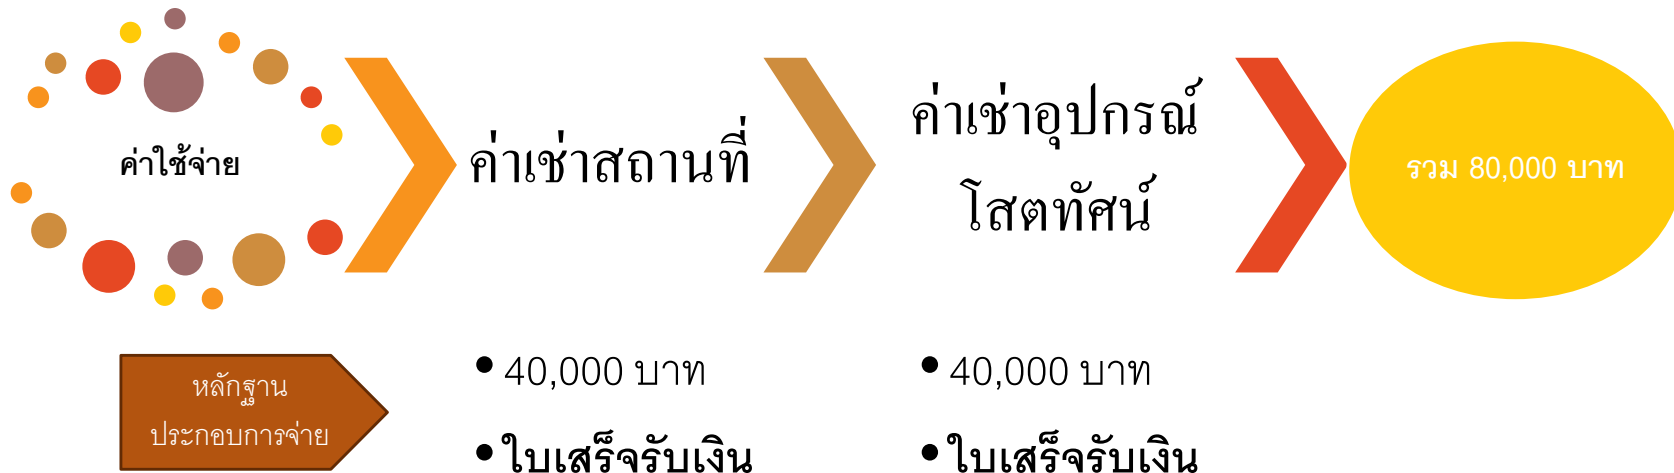 ค่าใช้จ่าย
ค่าเช่าสถานที่
ค่าเช่าอุปกรณ์
โสตทัศน์
รวม 80,000 บาท
หลักฐาน
ประกอบการจ่าย
• 40,000 บาท
• ใบเสร็จรับเงิน
• 40,000 บาท
• ใบเสร็จรับเงิน